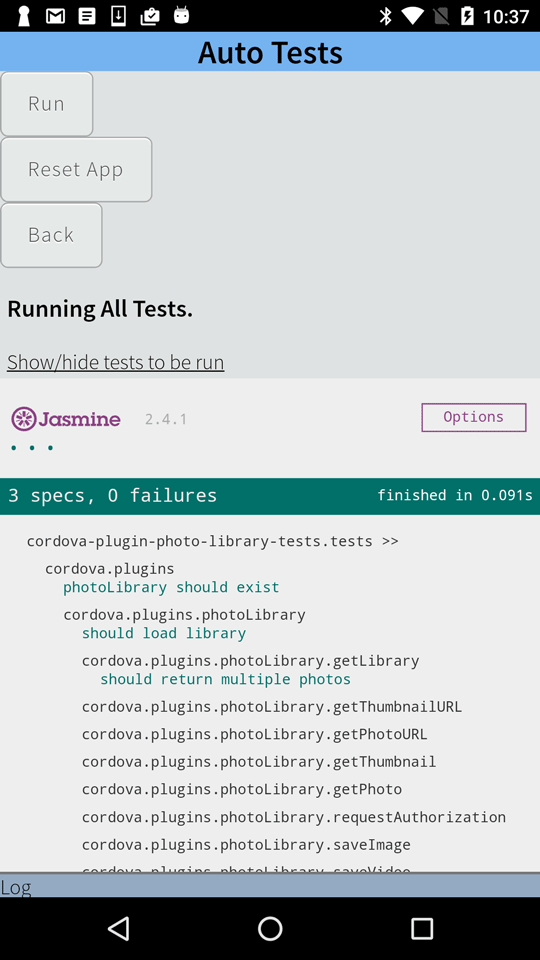 10:37
Auto Tests
Run
Reset App
Back
Running All Tests.
Show/hide tests to be run
Jasmine 2.4.1 Options
• • •
3 specs, 0 failures finished in 0.091s
cordova-plugin-photo-library-tests.tests >>
cordova.plugins
photoLibrary should exist
cordova.plugins.photoLibrary
should load library
cordova.plugins.photoLibrary.getLibrary
should return multiple photos
cordova.plugins.photoLibrary.getThumbnailURL
cordova.plugins.photoLibrary.getPhotoURL
cordova.plugins.photoLibrary.getThumbnail
cordova.plugins.photoLibrary.getPhoto
cordova.plugins.photoLibrary.requestAuthorization
cordova.plugins.photoLibrary.saveImage
cordova.plugins.photoLibrary.saveVideo
Log